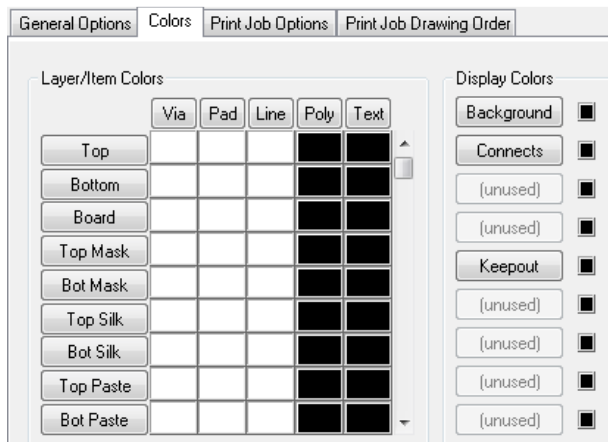 General Options Colors Print Job Options Print Job Drawing Order
Layer/Item Colors
Via Pad Line Poly Text
Top
Bottom
Board
Top Mask
Bot Mask
Top Silk
Bot Silk
Top Paste
Bot Paste
Display Colors
Background
Connects
(unused)
(unused)
Keepout
(unused)
(unused)
(unused)
(unused)